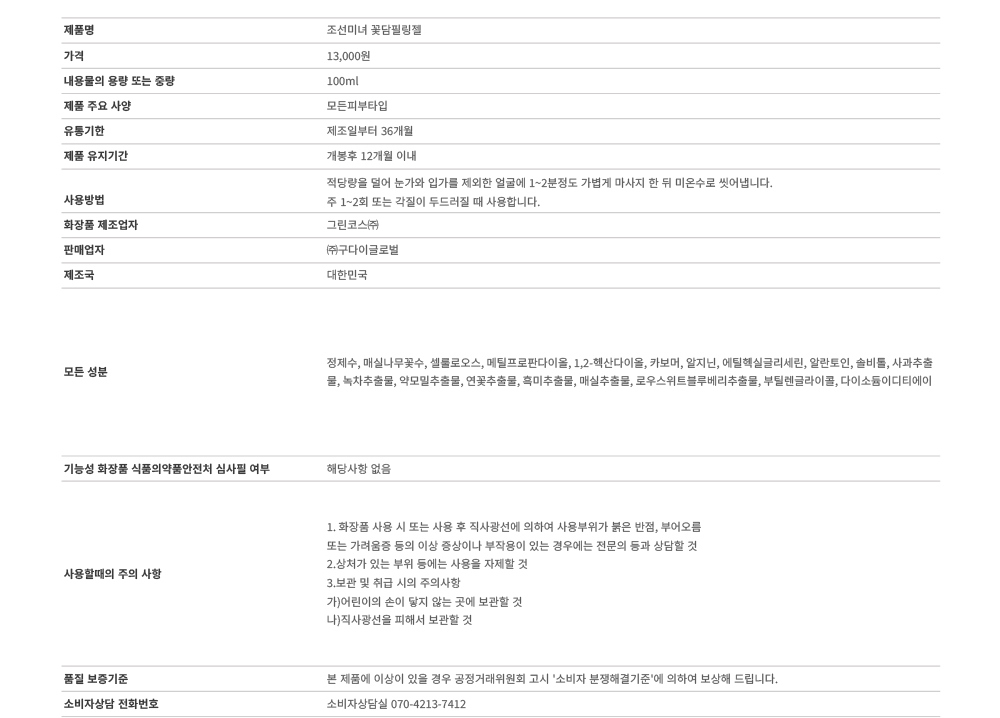 제품명 조선미녀 꽃담필링젤
가격 13,000원
내용물의 용량 또는 중량 100ml
제품 주요 사양 모든피부타입
유통기한 제조일부터 36개월
제품 유지기간 개봉후 12개월 이내
적당량을 덜어 눈가와 입가를 제외한 얼굴에 1~2분정도 가볍게 마사지 한 뒤 미온수로 씻어냅니다.
사용방법 주 1~2회 또는 각질이 두드러질 때 사용합니다.
화장품 제조업자 그린코스㈜
판매업자 ㈜구다이글로벌
제조국 대한민국
정제수, 매실나무꽃수, 셀룰로오스, 메틸프로판다이올, 1,2-헥산다이올, 카보머, 알지닌, 에틸헥실글리세린, 알란토인, 솔비톨, 사과추출
모든 성분
물, 녹차추출물, 약모밀추출물, 연꽃추출물, 흑미추출물, 매실추출물, 로우스위트블루베리추출물, 부틸렌글라이콜, 다이소듐이디티에이
기능성 화장품 식품의약품안전처 심사필 여부 해당사항 없음
1. 화장품 사용 시 또는 사용 후 직사광선에 의하여 사용부위가 붉은 반점, 부어오름
또는 가려움증 등의 이상 증상이나 부작용이 있는 경우에는 전문의 등과 상담할 것
2.상처가 있는 부위 등에는 사용을 자제할 것
사용할때의 주의 사항
3.보관 및 취급 시의 주의사항
가)어린이의 손이 닿지 않는 곳에 보관할 것
나)직사광선을 피해서 보관할 것
품질 보증기준 본 제품에 이상이 있을 경우 공정거래위원회 고시 '소비자 분쟁해결기준'에 의하여 보상해 드립니다.
소비자상담 전화번호 소비자상담실 070-4213-7412